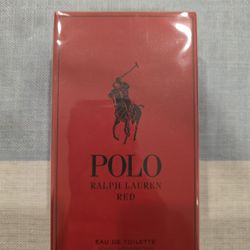 POLO
RALPH LAUREN
RED
EAU DE TOILETTE